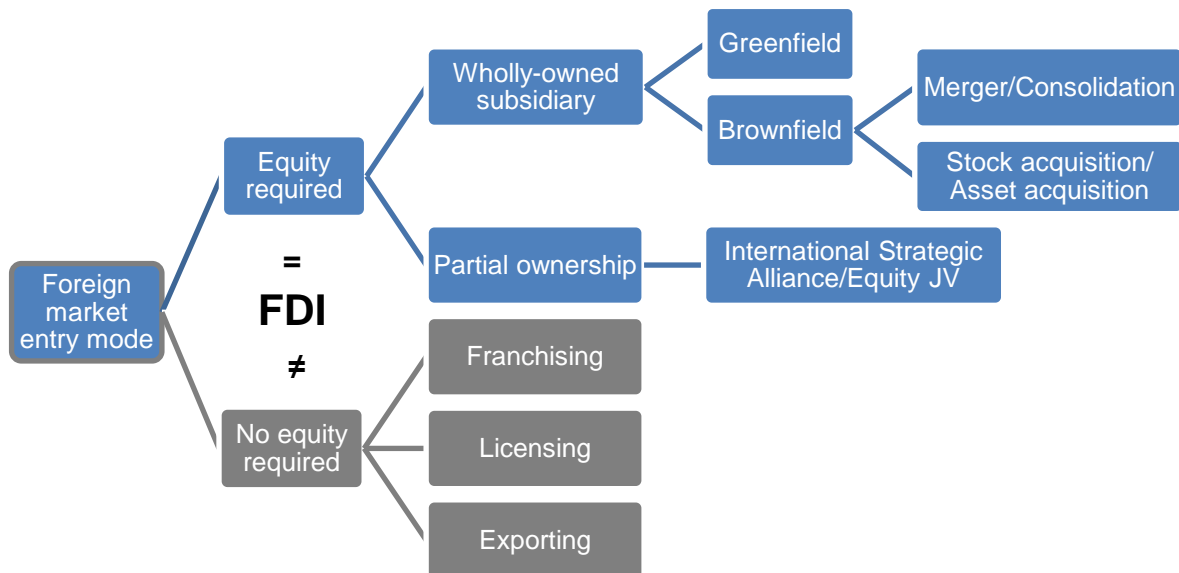 Greenfield
Wholly-owned
subsidiary
Merger/Consolidation
Brownfield
Equity
required
Stock acquisition/
Asset acquisition
=
Partial ownership
International Strategic
Alliance/Equity JV
Foreign
market
entry mode
FDI
≠
Franchising
No equity
required
Licensing
Exporting